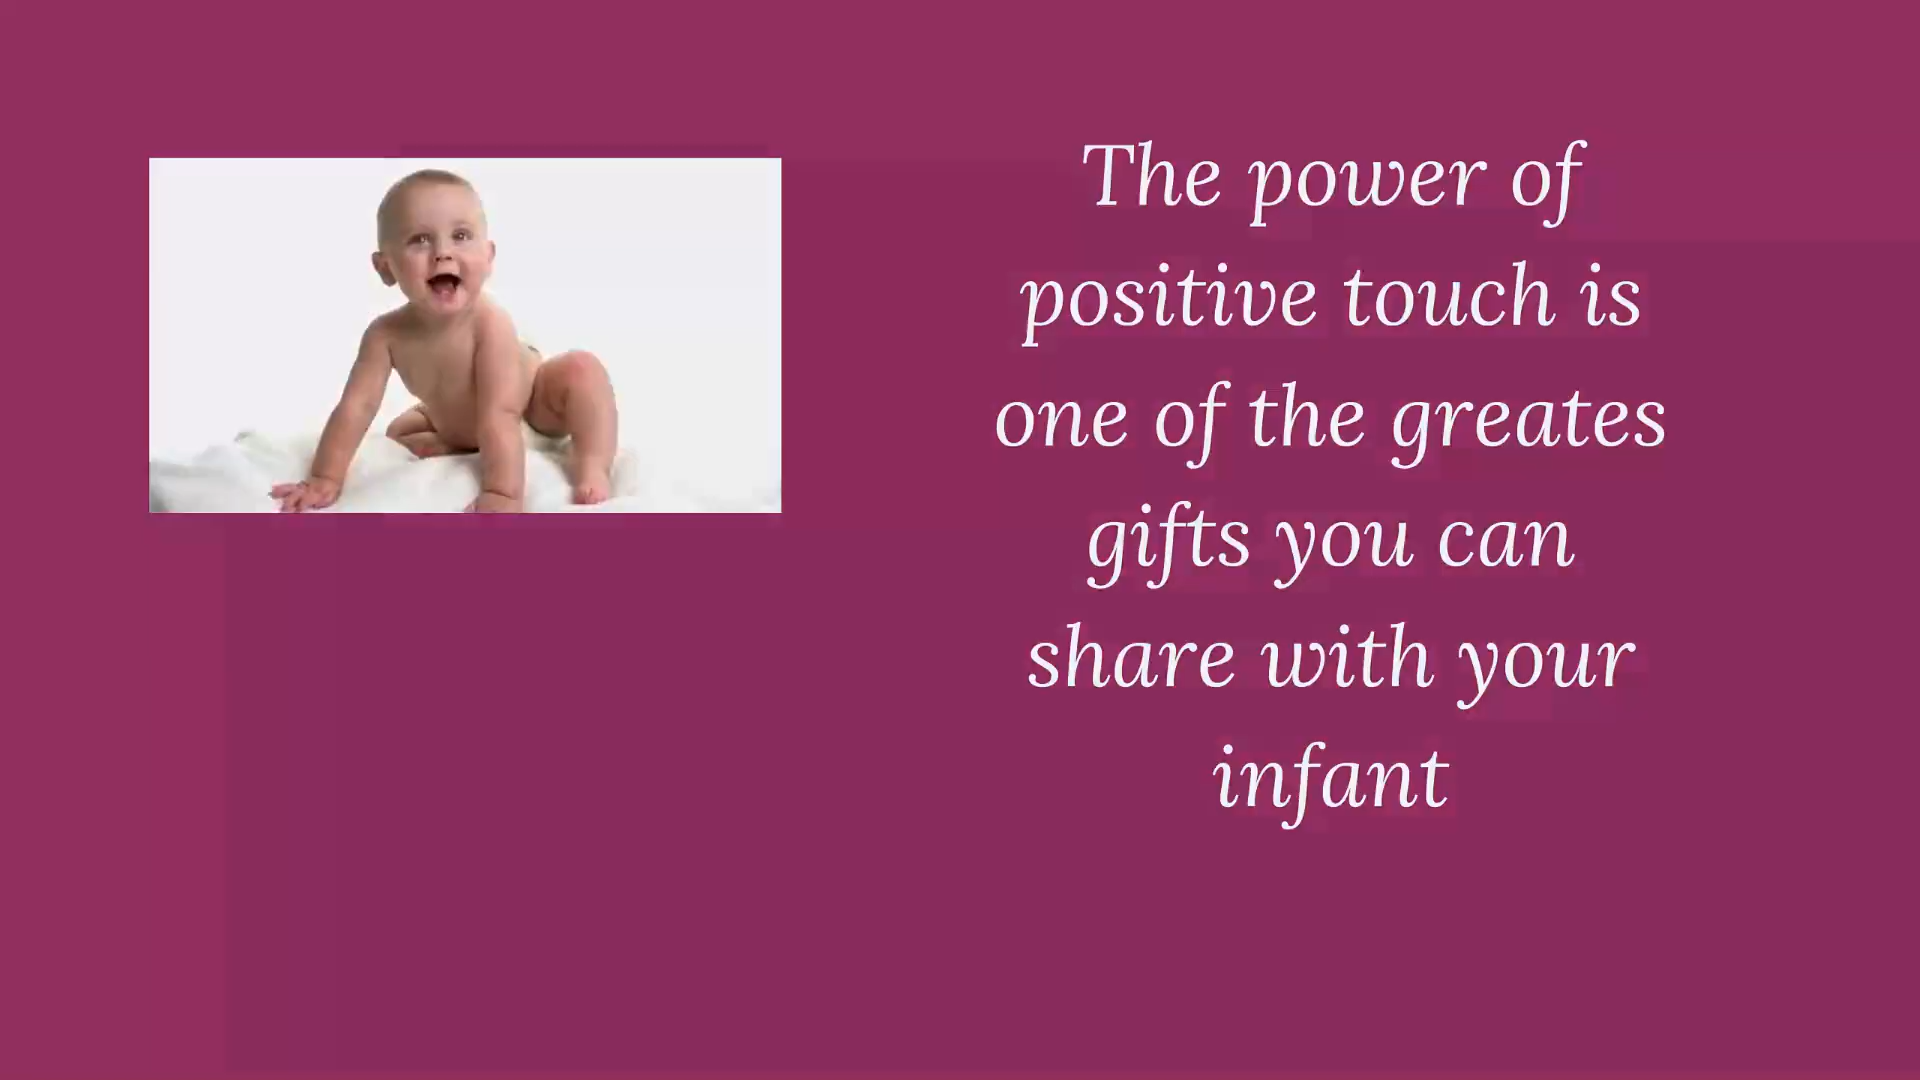 The power of
positive touch is
one of the greates
gifts you can
share with your
infant